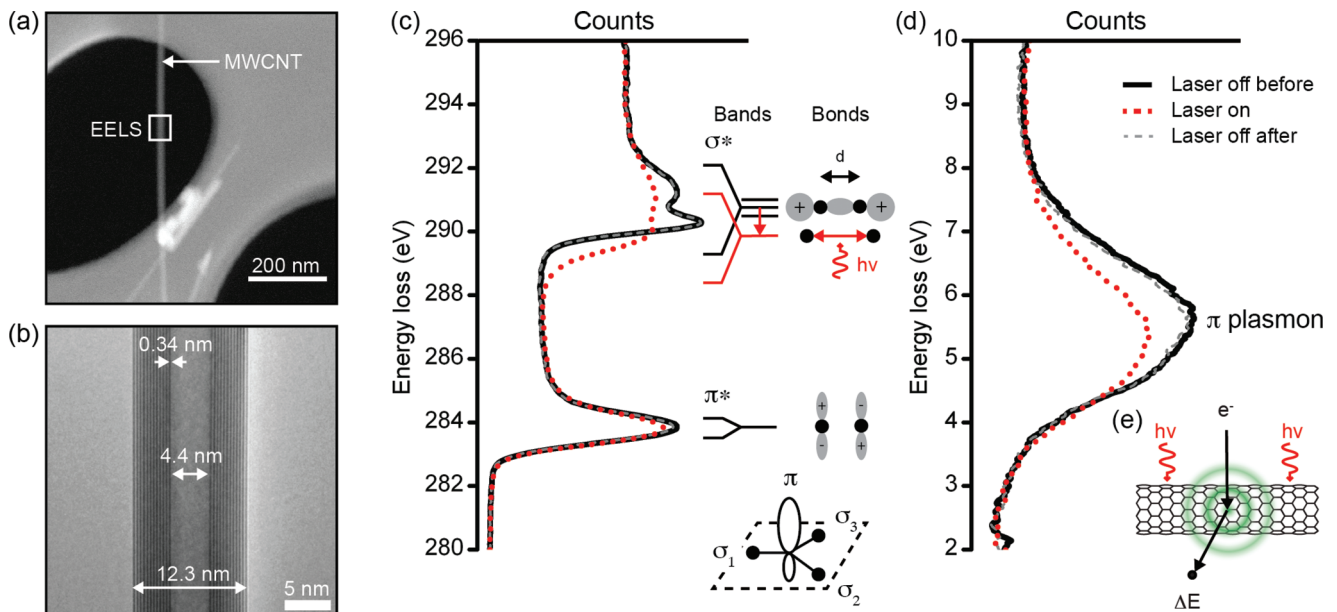 (a)
MWCNT
EELS
200 nm
(b)
0.34 nm
4.4 nm
12.3 nm
5 nm
(c)
Counts
Energy loss (eV)
296
294
292
290
288
286
284
282
280
Bands
Bonds
σ*
d
+
+
hν
π*
+
-
-
+
π
σ₁
σ₃
σ₂
(d)
Counts
Energy loss (eV)
10
9
8
7
6
5
4
3
2
Laser off before
Laser on
Laser off after
π plasmon
(e)
e⁻
hν
hν
ΔE